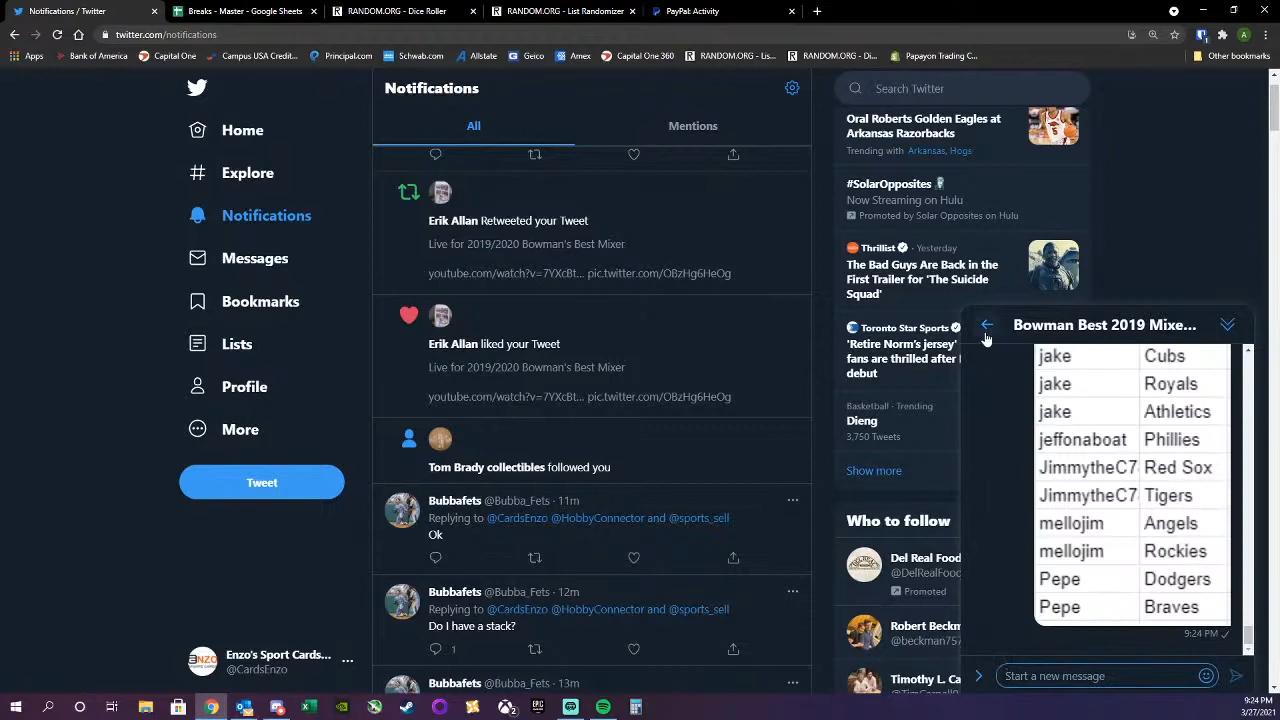 Notifications / Twitter
Breaks - Master - Google Sheets
RANDOM.ORG - Dice Roller
RANDOM.ORG - List Randomizer
PayPal: Activity
twitter.com/notifications
Apps
Bank of America
Capital One
Campus USA Credit...
Principal.com
Schwab.com
Allstate
Geico
Amex
Capital One 360
RANDOM.ORG - Lis...
RANDOM.ORG - Di...
Papayon Trading C...
Other bookmarks
Home
Explore
Notifications
Messages
Bookmarks
Lists
Profile
More
Tweet
Enzo's Sport Cards...
@CardsEnzo
Notifications
All
Mentions
Erik Allan Retweeted your Tweet
Live for 2019/2020 Bowman's Best Mixer
youtube.com/watch?v=7YXcBt... pic.twitter.com/OBzHg6HeOg
Erik Allan liked your Tweet
Live for 2019/2020 Bowman's Best Mixer
youtube.com/watch?v=7YXcBt... pic.twitter.com/OBzHg6HeOg
Tom Brady collectibles followed you
Bubbafets @Bubba_Fets · 11m
Replying to @CardsEnzo @HobbyConnector and @sports_sell
Ok
Bubbafets @Bubba_Fets · 12m
Replying to @CardsEnzo @HobbyConnector and @sports_sell
Do I have a stack?
1
Bubbafets @Bubba_Fets · 13m
Search Twitter
Oral Roberts Golden Eagles at
Arkansas Razorbacks
Trending with Arkansas, Hogs
#SolarOpposites
Now Streaming on Hulu
Promoted by Solar Opposites on Hulu
Thrillist · Yesterday
The Bad Guys Are Back in the
First Trailer for 'The Suicide
Squad'
Toronto Star Sports
'Retire Norm's jersey'
fans are thrilled after
debut
Basketball · Trending
Dieng
3,750 Tweets
Show more
Who to follow
Del Real Food
@DelRealFood
Promoted
Robert Beckm
@beckman757
Timothy L. Ca
Bowman Best 2019 Mixe...
jake Cubs
jake Royals
jake Athletics
jeffonaboat Phillies
JimmytheC7 Red Sox
JimmytheC7 Tigers
mellojim Angels
mellojim Rockies
Pepe Dodgers
Pepe Braves
9:24 PM
Start a new message
9:24 PM
3/27/2021